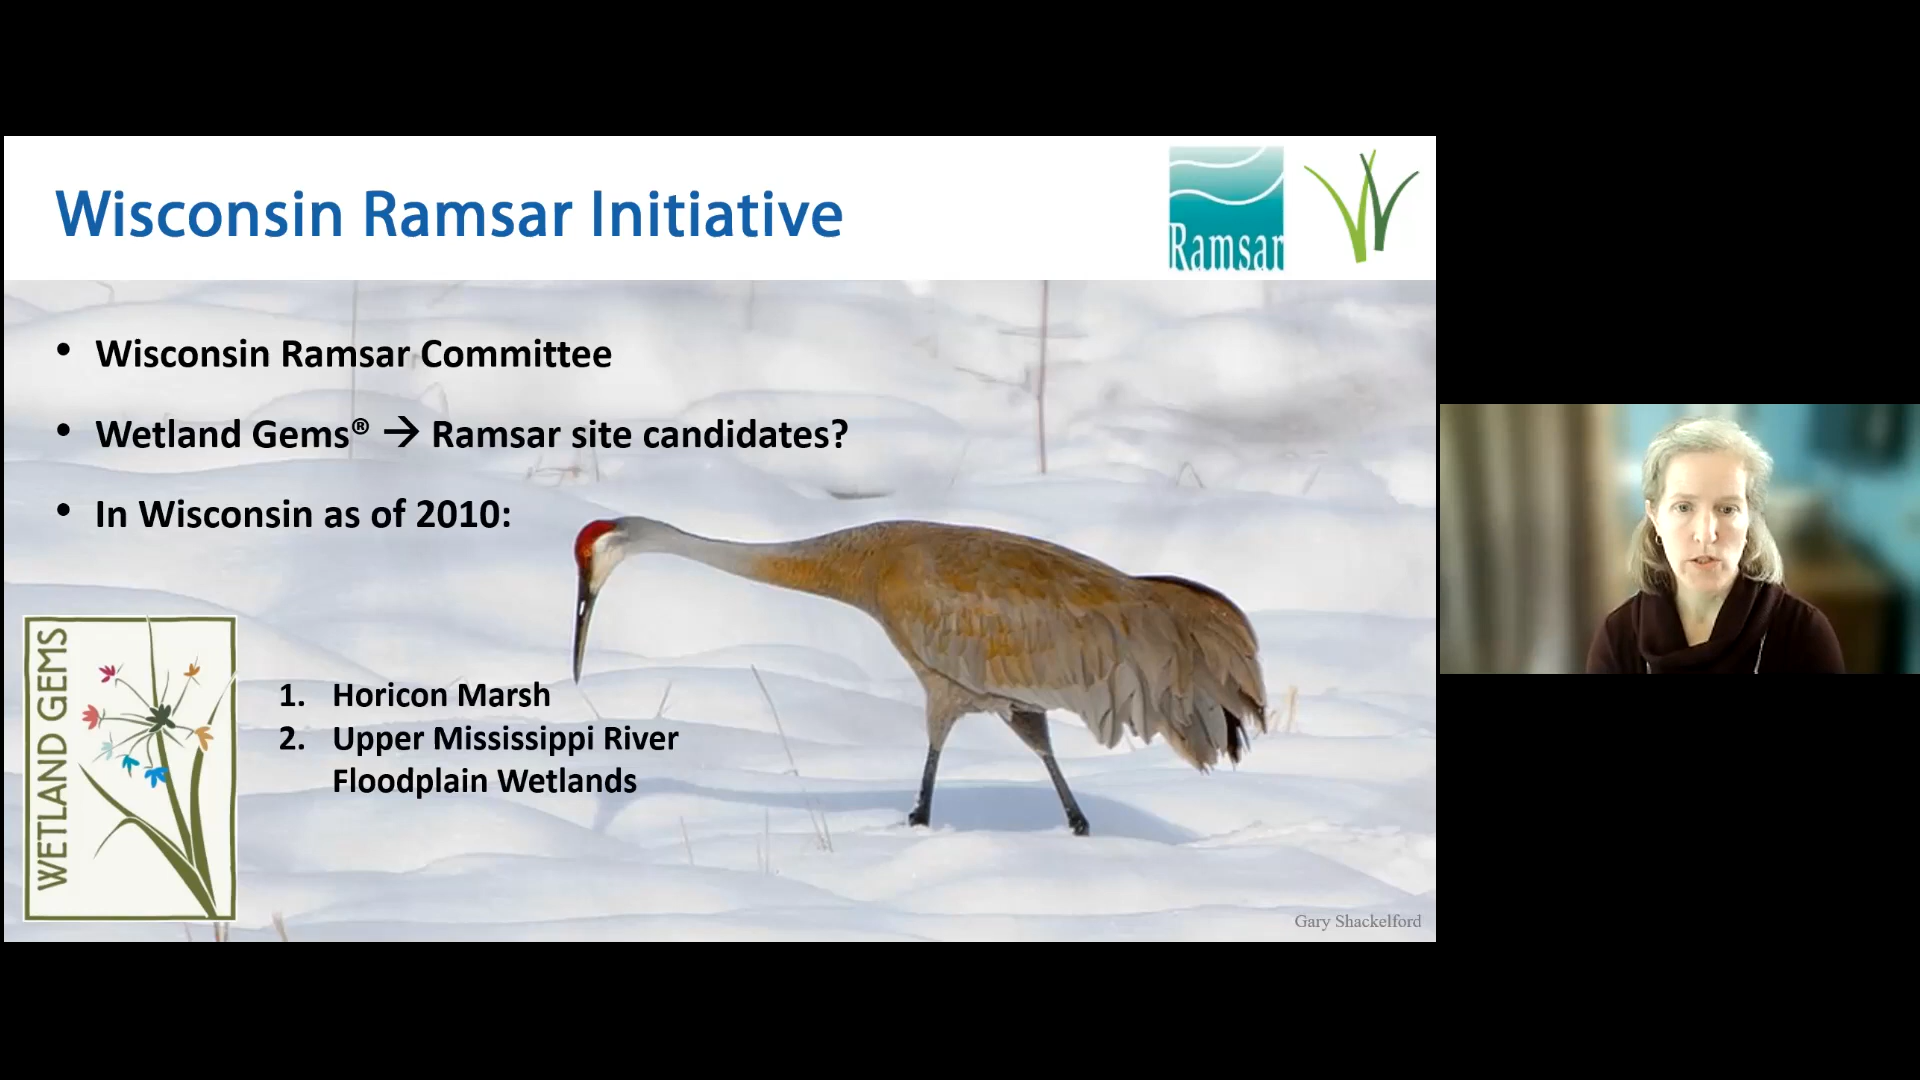 Wisconsin Ramsar Initiative
Ramsar
• Wisconsin Ramsar Committee
• Wetland Gems® → Ramsar site candidates?
• In Wisconsin as of 2010:
WETLAND GEMS
1. Horicon Marsh
2. Upper Mississippi River
Floodplain Wetlands
Gary Shackelford